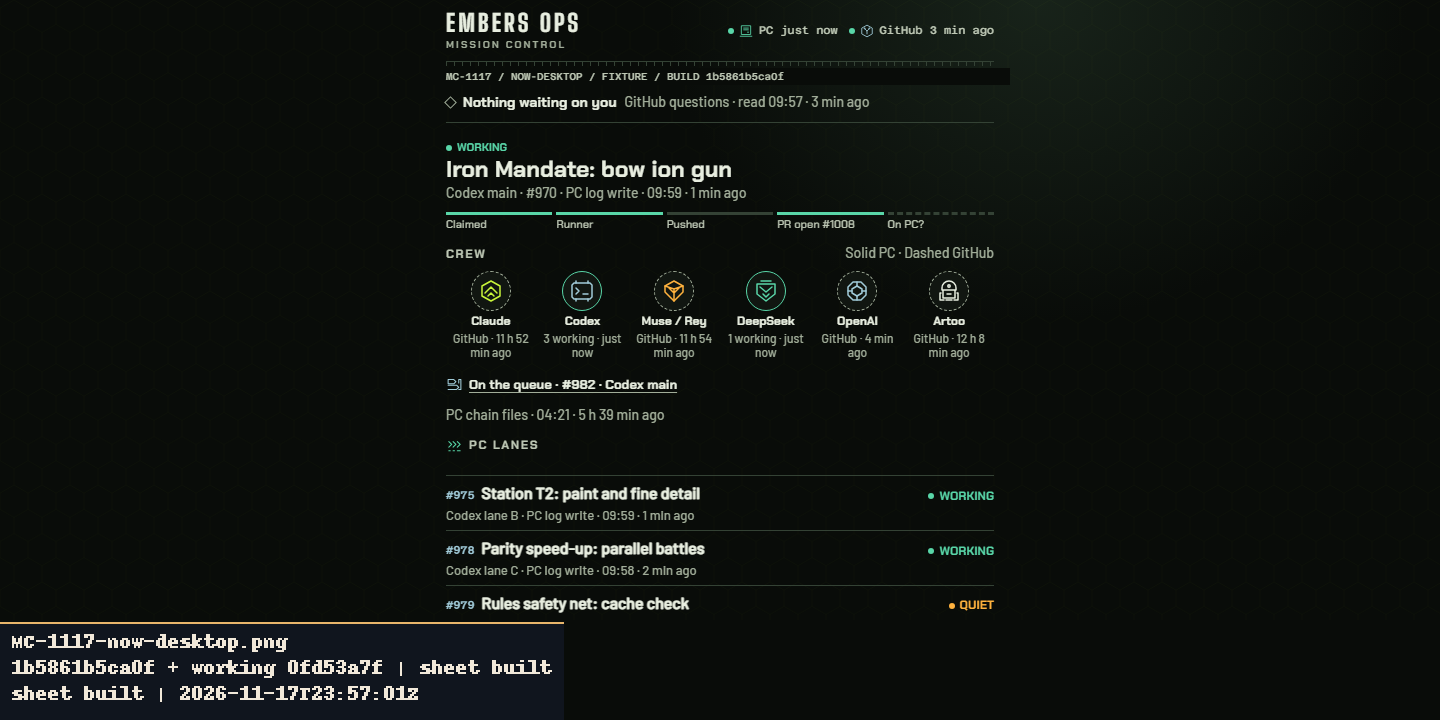 EMBERS OPS
MISSION CONTROL
PC just now GitHub 3 min ago
MC-1117 / NOW-DESKTOP / FIXTURE / BUILD 1b5861b5ca0f
Nothing waiting on you GitHub questions · read 09:57 · 3 min ago
WORKING
Iron Mandate: bow ion gun
Codex main · #970 · PC log write · 09:59 · 1 min ago
Claimed Runner Pushed PR open #1008 On PC?
CREW Solid PC · Dashed GitHub
Claude Codex Muse / Rey DeepSeek OpenAI Artoo
GitHub · 11 h 52 min ago
3 working · just now
GitHub · 11 h 54 min ago
1 working · just now
GitHub · 4 min ago
GitHub · 12 h 8 min ago
On the queue · #982 · Codex main
PC chain files · 04:21 · 5 h 39 min ago
PC LANES
#975 Station T2: paint and fine detail WORKING
Codex lane B · PC log write · 09:59 · 1 min ago
#978 Parity speed-up: parallel battles WORKING
Codex lane C · PC log write · 09:58 · 2 min ago
#979 Rules safety net: cache check QUIET
MC-1117-now-desktop.png
1b5861b5ca0f + working 0fd53a7f | sheet built
sheet built | 2026-11-17T23:57:01Z